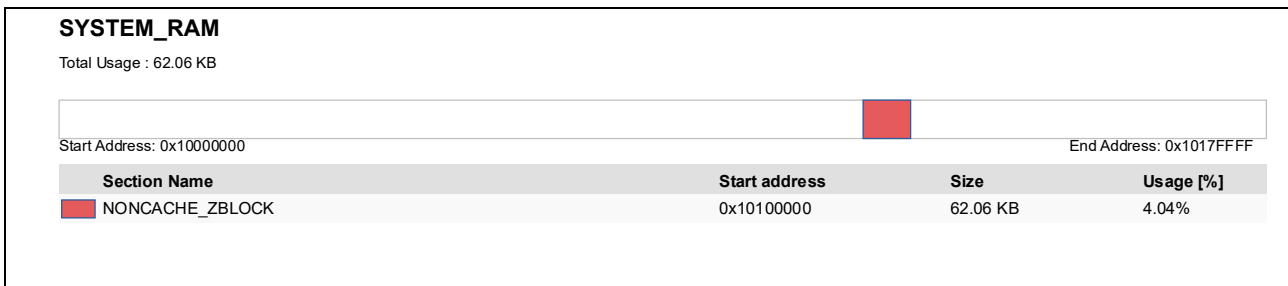 SYSTEM_RAM
Total Usage : 62.06 KB
Start Address: 0x10000000 End Address: 0x1017FFFF
Section Name Start address Size Usage [%]
NONCACHE_ZBLOCK 0x10100000 62.06 KB 4.04%